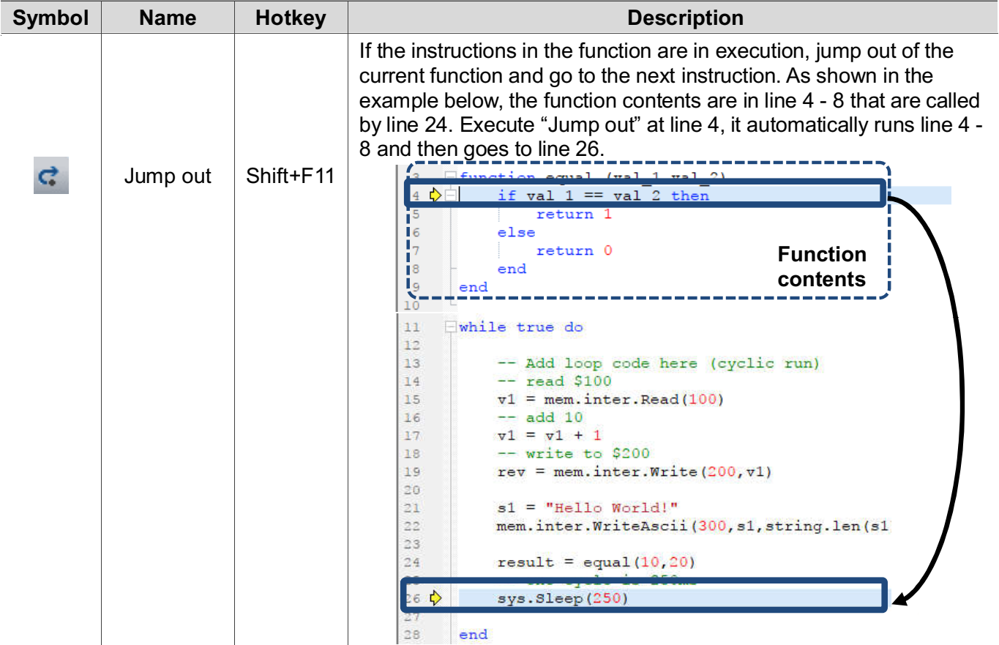 Symbol Name Hotkey Description
If the instructions in the function are in execution, jump out of the
current function and go to the next instruction. As shown in the
example below, the function contents are in line 4 - 8 that are called
by line 24. Execute “Jump out” at line 4, it automatically runs line 4 -
8 and then goes to line 26.
Jump out Shift+F11
3 function equal (val_1,val_2)
4 if val_1 == val_2 then
5 return 1
6 else
7 return 0
8 end
9 end
10
Function
contents
11 while true do
12
13 -- Add loop code here (cyclic run)
14 -- read $100
15 v1 = mem.inter.Read(100)
16 -- add 10
17 v1 = v1 + 1
18 -- write to $200
19 rev = mem.inter.Write(200,v1)
20
21 s1 = "Hello World!"
22 mem.inter.WriteAscii(300,s1,string.len(s1
23
24 result = equal(10,20)
25 cycle is 250ms
26 sys.Sleep(250)
27
28 end